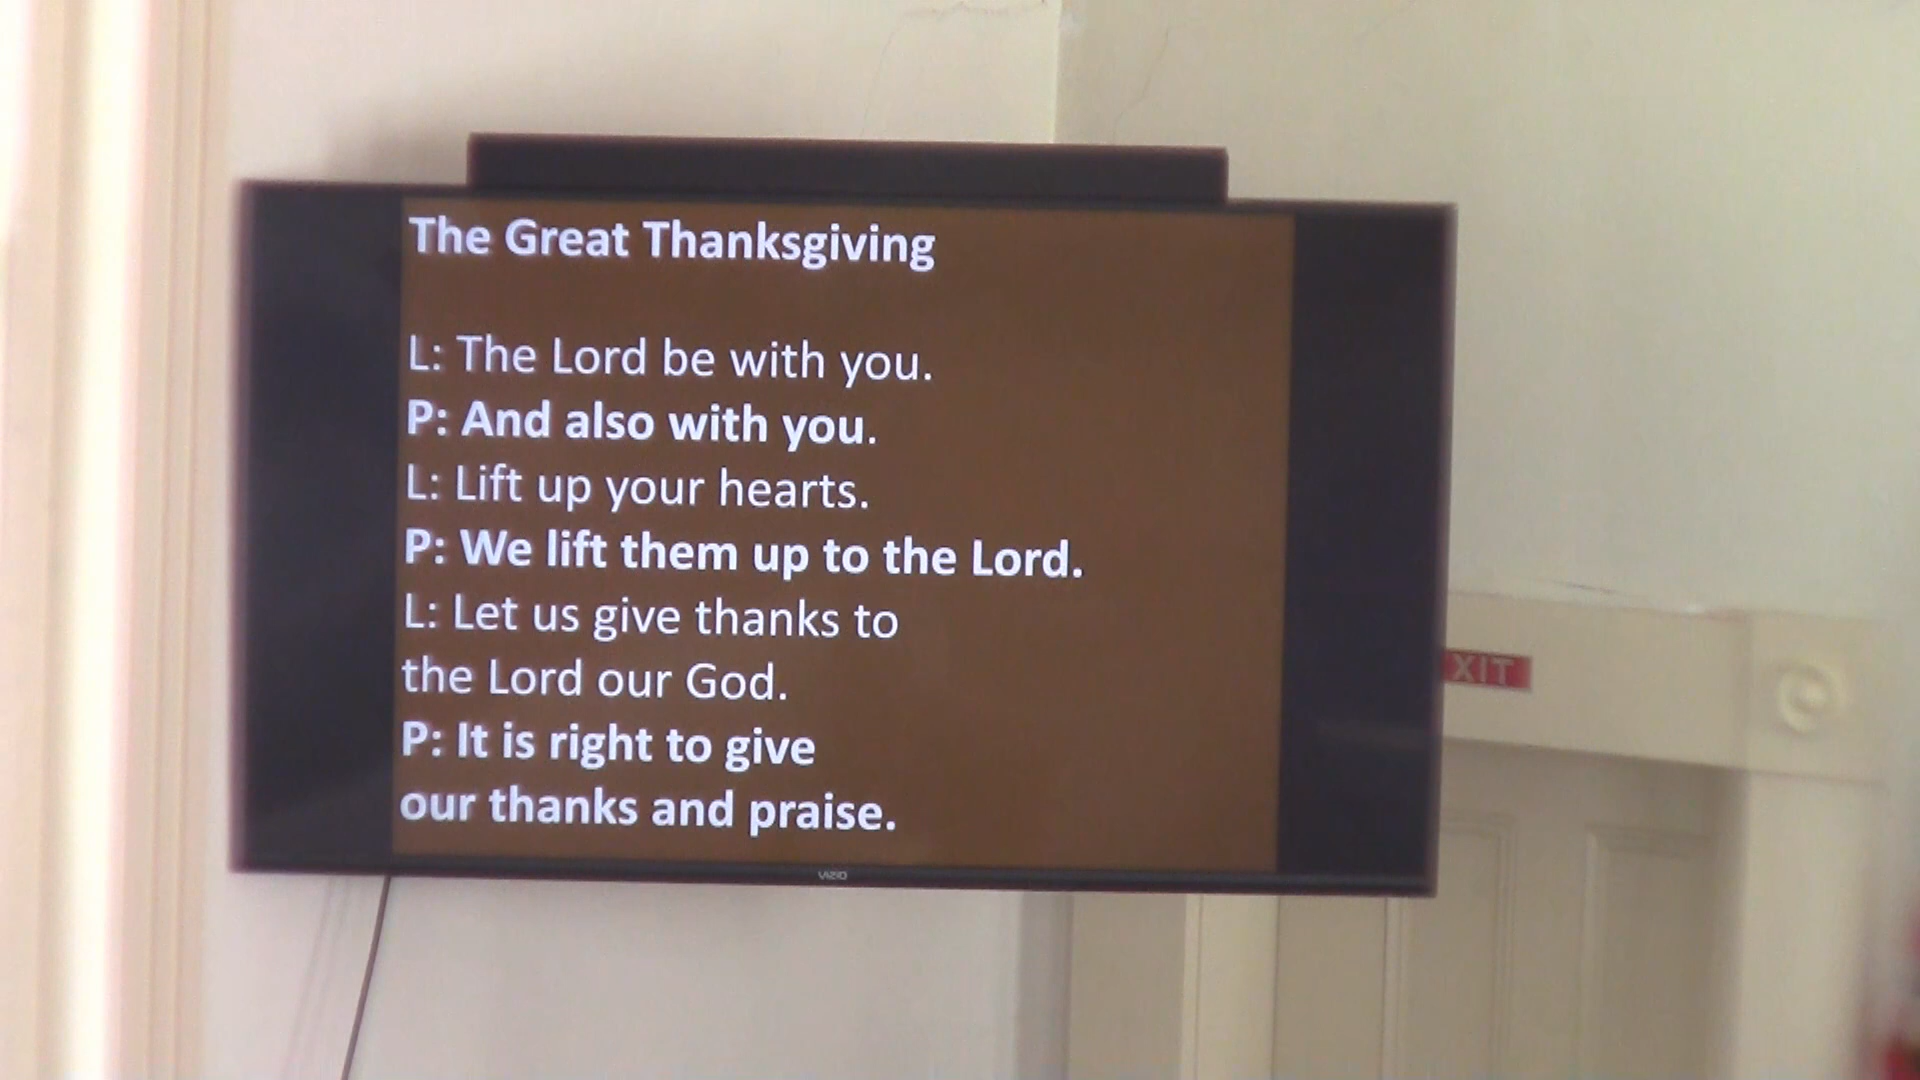 The Great Thanksgiving
L: The Lord be with you.
P: And also with you.
L: Lift up your hearts.
P: We lift them up to the Lord.
L: Let us give thanks to
the Lord our God.
P: It is right to give
our thanks and praise.
XIT
VIZIO